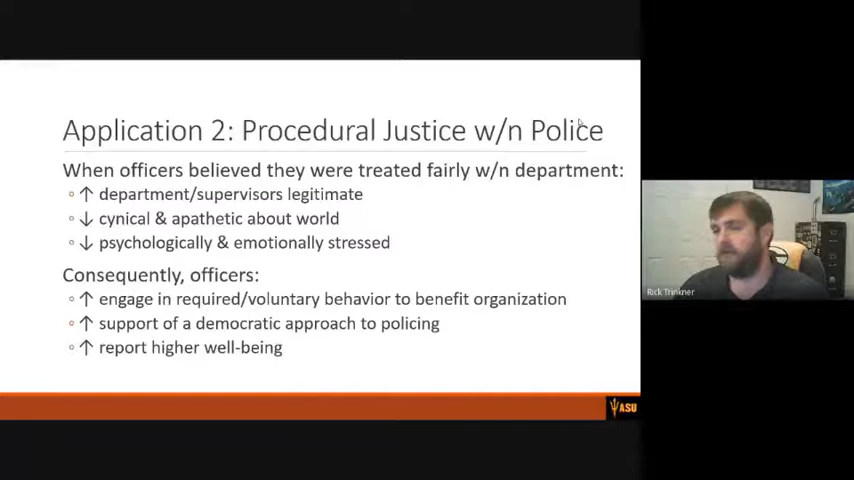 Application 2: Procedural Justice w/n Police
When officers believed they were treated fairly w/n department:
◦ ↑ department/supervisors legitimate
◦ ↓ cynical & apathetic about world
◦ ↓ psychologically & emotionally stressed
Consequently, officers:
◦ ↑ engage in required/voluntary behavior to benefit organization
◦ ↑ support of a democratic approach to policing
◦ ↑ report higher well-being
ASU
Rick Trinkner